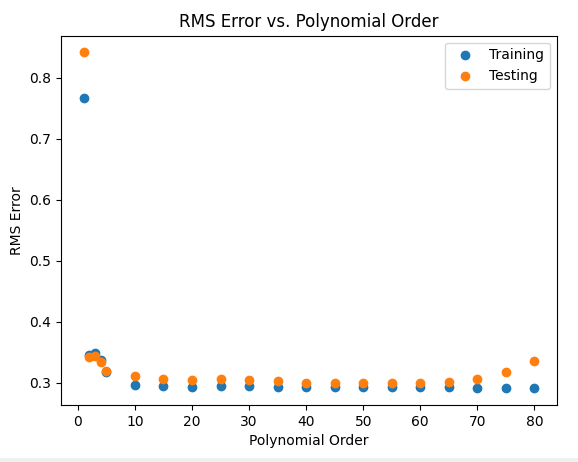 RMS Error vs. Polynomial Order
Training
Testing
0.8
0.7
0.6
0.5
0.4
0.3
RMS Error
0 10 20 30 40 50 60 70 80
Polynomial Order